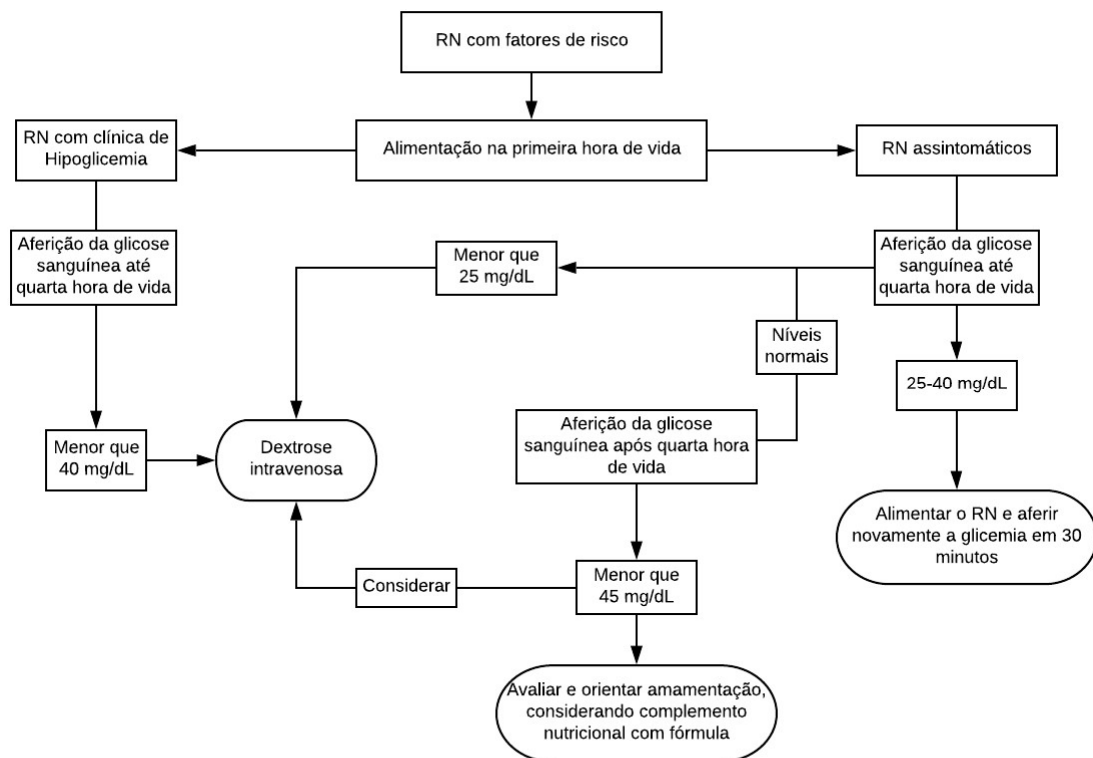 RN com fatores de risco
RN com clínica de
Hipoglicemia
Alimentação na primeira hora de vida
RN assintomáticos
Aferição da glicose
sanguínea até
quarta hora de vida
Menor que
25 mg/dL
Aferição da glicose
sanguínea até
quarta hora de vida
Níveis
normais
25-40 mg/dL
Menor que
40 mg/dL
Dextrose
intravenosa
Aferição da glicose
sanguínea após quarta hora
de vida
Alimentar o RN e aferir
novamente a glicemia em 30
minutos
Considerar
Menor que
45 mg/dL
Avaliar e orientar amamentação,
considerando complemento
nutricional com fórmula